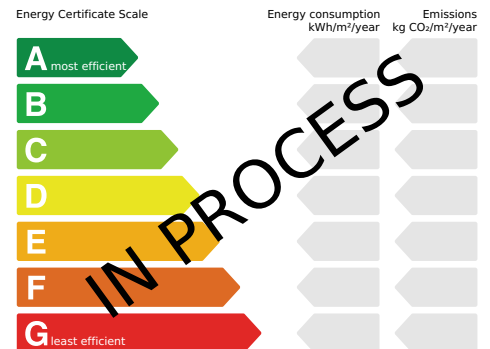 Energy Certificate Scale
Energy consumption
kWh/m²/year
Emissions
kg CO₂/m²/year
A most efficient
B
C
D
E
F
G least efficient
IN PROCESS